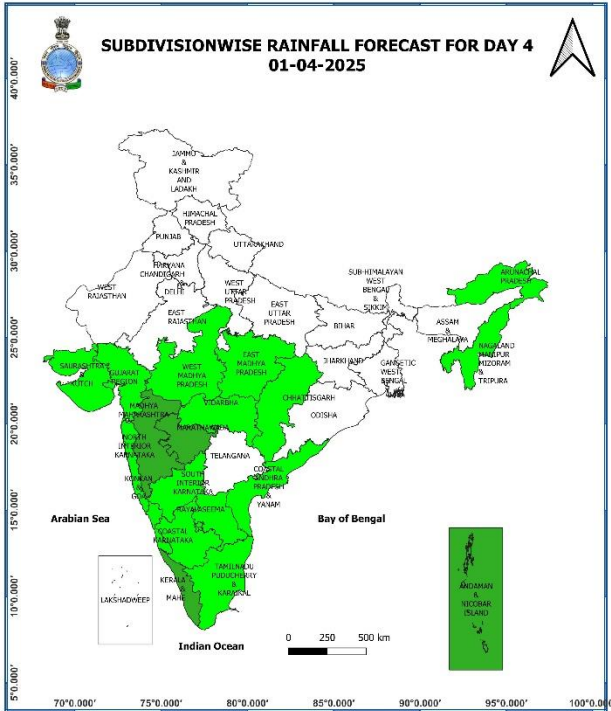 SUBDIVISIONWISE RAINFALL FORECAST FOR DAY 4
01-04-2025
40°0.000'
35°0.000'
30°0.000'
25°0.000'
20°0.000'
15°0.000'
10°0.000'
5°0.000'
JAMMU
&
KASHMIR
AND
LADAKH
HIMACHAL
PRADESH
PUNJAB
UTTARAKHAND
HARYANA
CHANDIGARH
&
DELHI
WEST
RAJASTHAN
WEST
UTTAR
PRADESH
EAST
RAJASTHAN
EAST
UTTAR
PRADESH
SUB-HIMALAYAN
WEST
BENGAL
&
SIKKIM
ARUNACHAL
PRADESH
ASSAM
&
MEGHALAYA
NAGALAND
MANIPUR
MIZORAM
&
TRIPURA
BIHAR
JHARKHAND
GANGETIC
WEST
BENGAL
SAURASHTRA
&
KUTCH
GUJARAT
REGION
WEST
MADHYA
PRADESH
EAST
MADHYA
PRADESH
CHHATTISGARH
ODISHA
VIDARBHA
MADHYA
MAHARASHTRA
MARATHAWADA
TELANGANA
NORTH
INTERIOR
KARNATAKA
KONKAN
&
GOA
SOUTH
INTERIOR
KARNATAKA
COASTAL
ANDHRA
PRADESH
&
YANAM
RAYALASEEMA
COASTAL
KARNATAKA
TAMILNADU
PUDUCHERRY
&
KARAIKAL
KERALA
&
MAHE
LAKSHADWEEP
ANDAMAN
&
NICOBAR
ISLAND
Arabian Sea
Bay of Bengal
Indian Ocean
0 250 500 km
70°0.000' 75°0.000' 80°0.000' 85°0.000' 90°0.000' 95°0.000' 100°0.000'